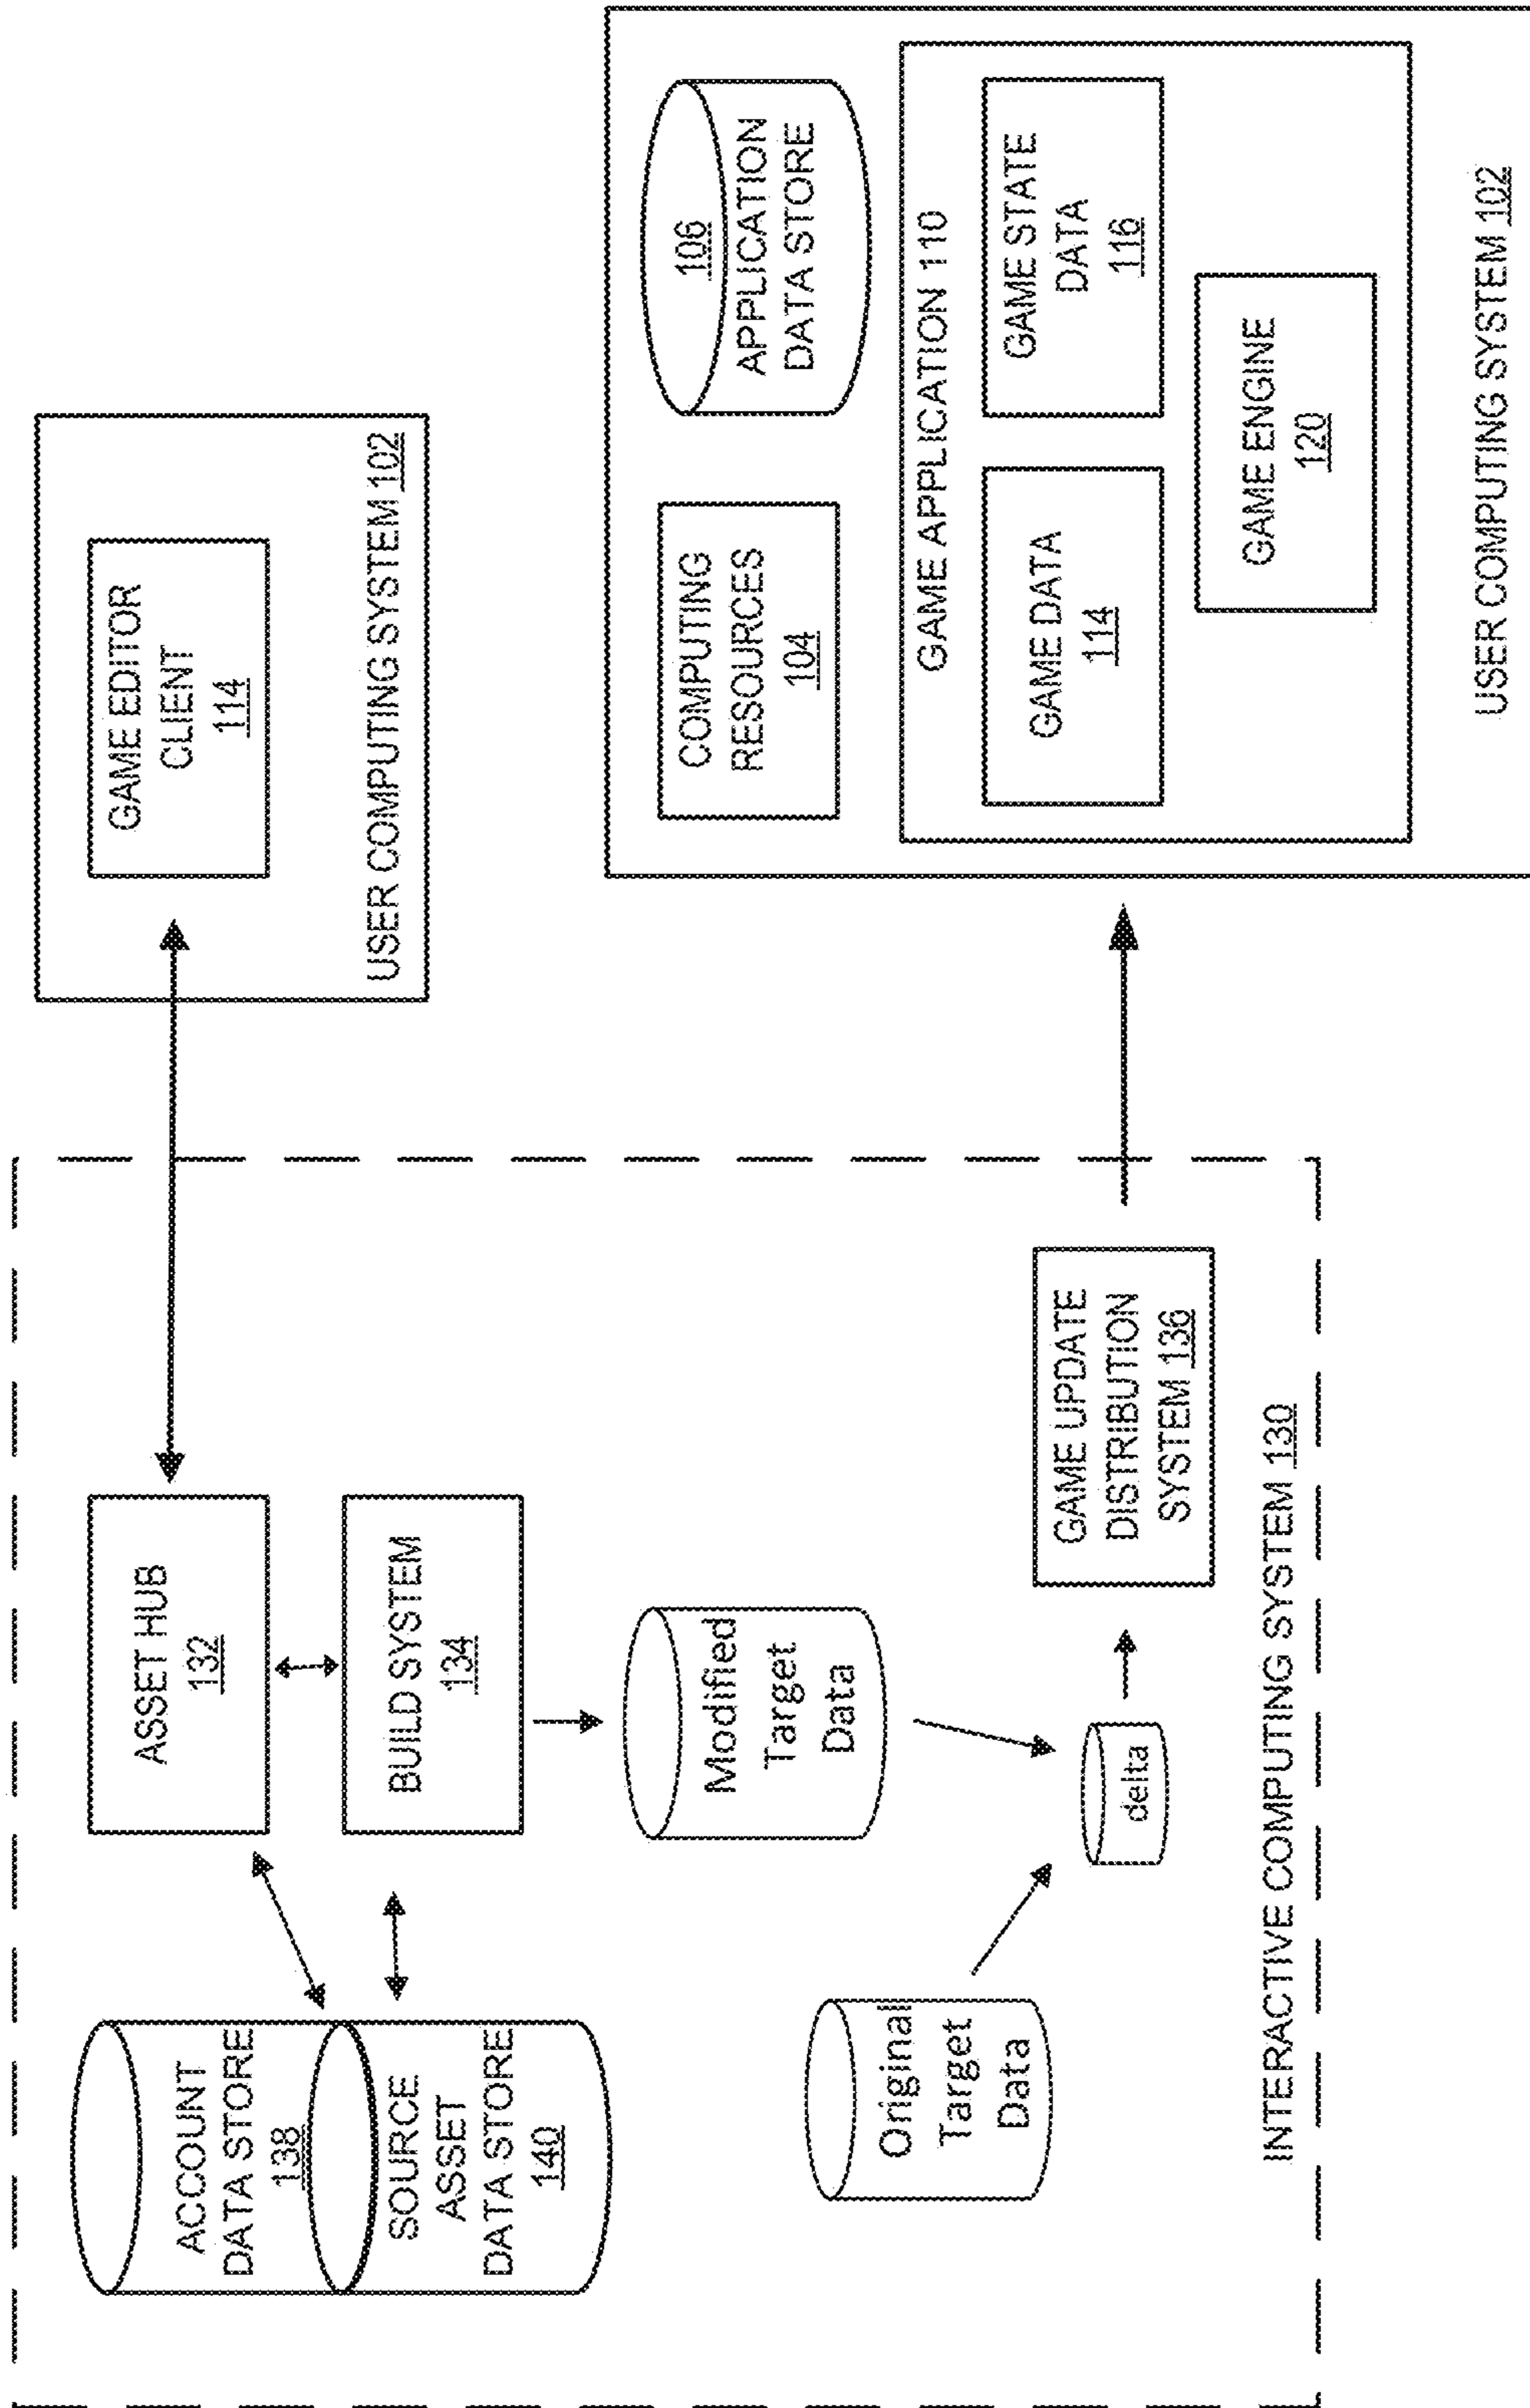 ACCOUNT
DATA STORE
138
SOURCE
ASSET
DATA STORE
140
ASSET HUB
132
BUILD SYSTEM
134
Modified
Target
Data
Original
Target
Data
delta
GAME UPDATE
DISTRIBUTION
SYSTEM 136
INTERACTIVE COMPUTING SYSTEM 130
GAME EDITOR
CLIENT
114
USER COMPUTING SYSTEM 102
COMPUTING
RESOURCES
104
106
APPLICATION
DATA STORE
GAME APPLICATION 110
GAME DATA
114
GAME STATE
DATA
116
GAME ENGINE
120
USER COMPUTING SYSTEM 102